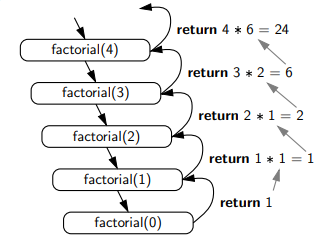 return 4 ∗ 6 = 24
factorial(4)
return 3 ∗ 2 = 6
factorial(3)
return 2 ∗ 1 = 2
factorial(2)
return 1 ∗ 1 = 1
factorial(1)
return 1
factorial(0)